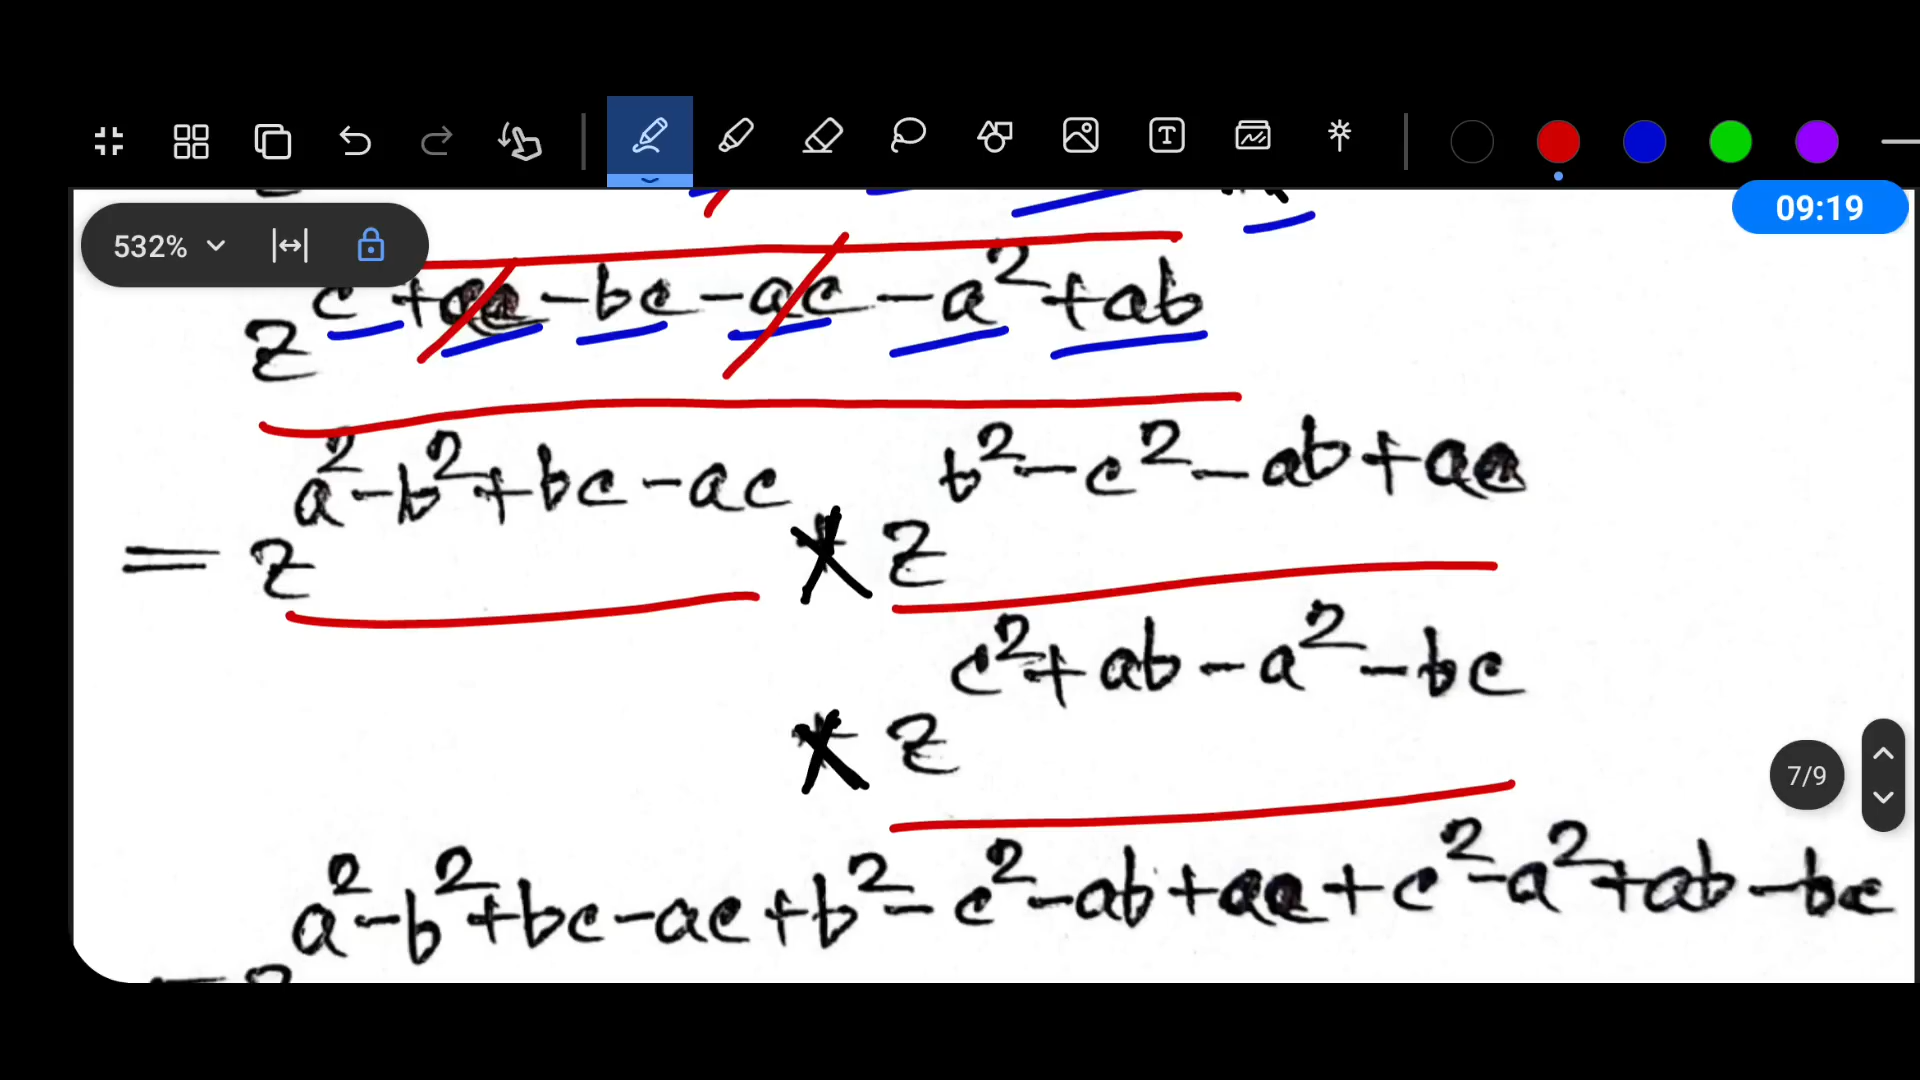 09:19
532%
z^{c+ac-bc-ac-a²+ab}
= z^{a²-b²+bc-ac} * z^{b²-c²-ab+ac}
* z^{c²+ab-a²-bc}
7/9
a²-b²+bc-ac+b²-c²-ab+ac+c²-a²+ab-bc